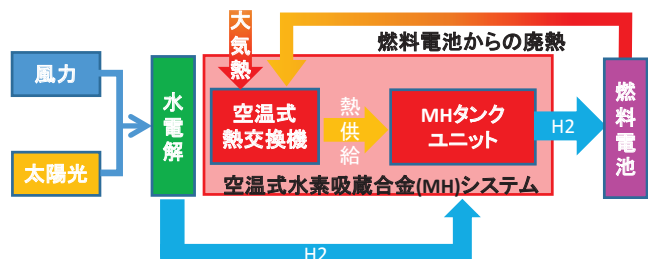 風力
太陽光
水電解
大気熱
燃料電池からの廃熱
空温式
熱交換機
熱供給
MHタンク
ユニット
H2
燃料電池
空温式水素吸蔵合金(MH)システム
H2